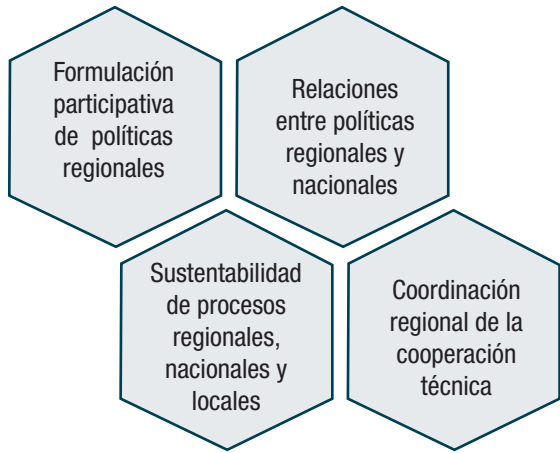 Formulación
participativa
de políticas
regionales
Relaciones
entre políticas
regionales y
nacionales
Sustentabilidad
de procesos
regionales,
nacionales y
locales
Coordinación
regional de la
cooperación
técnica